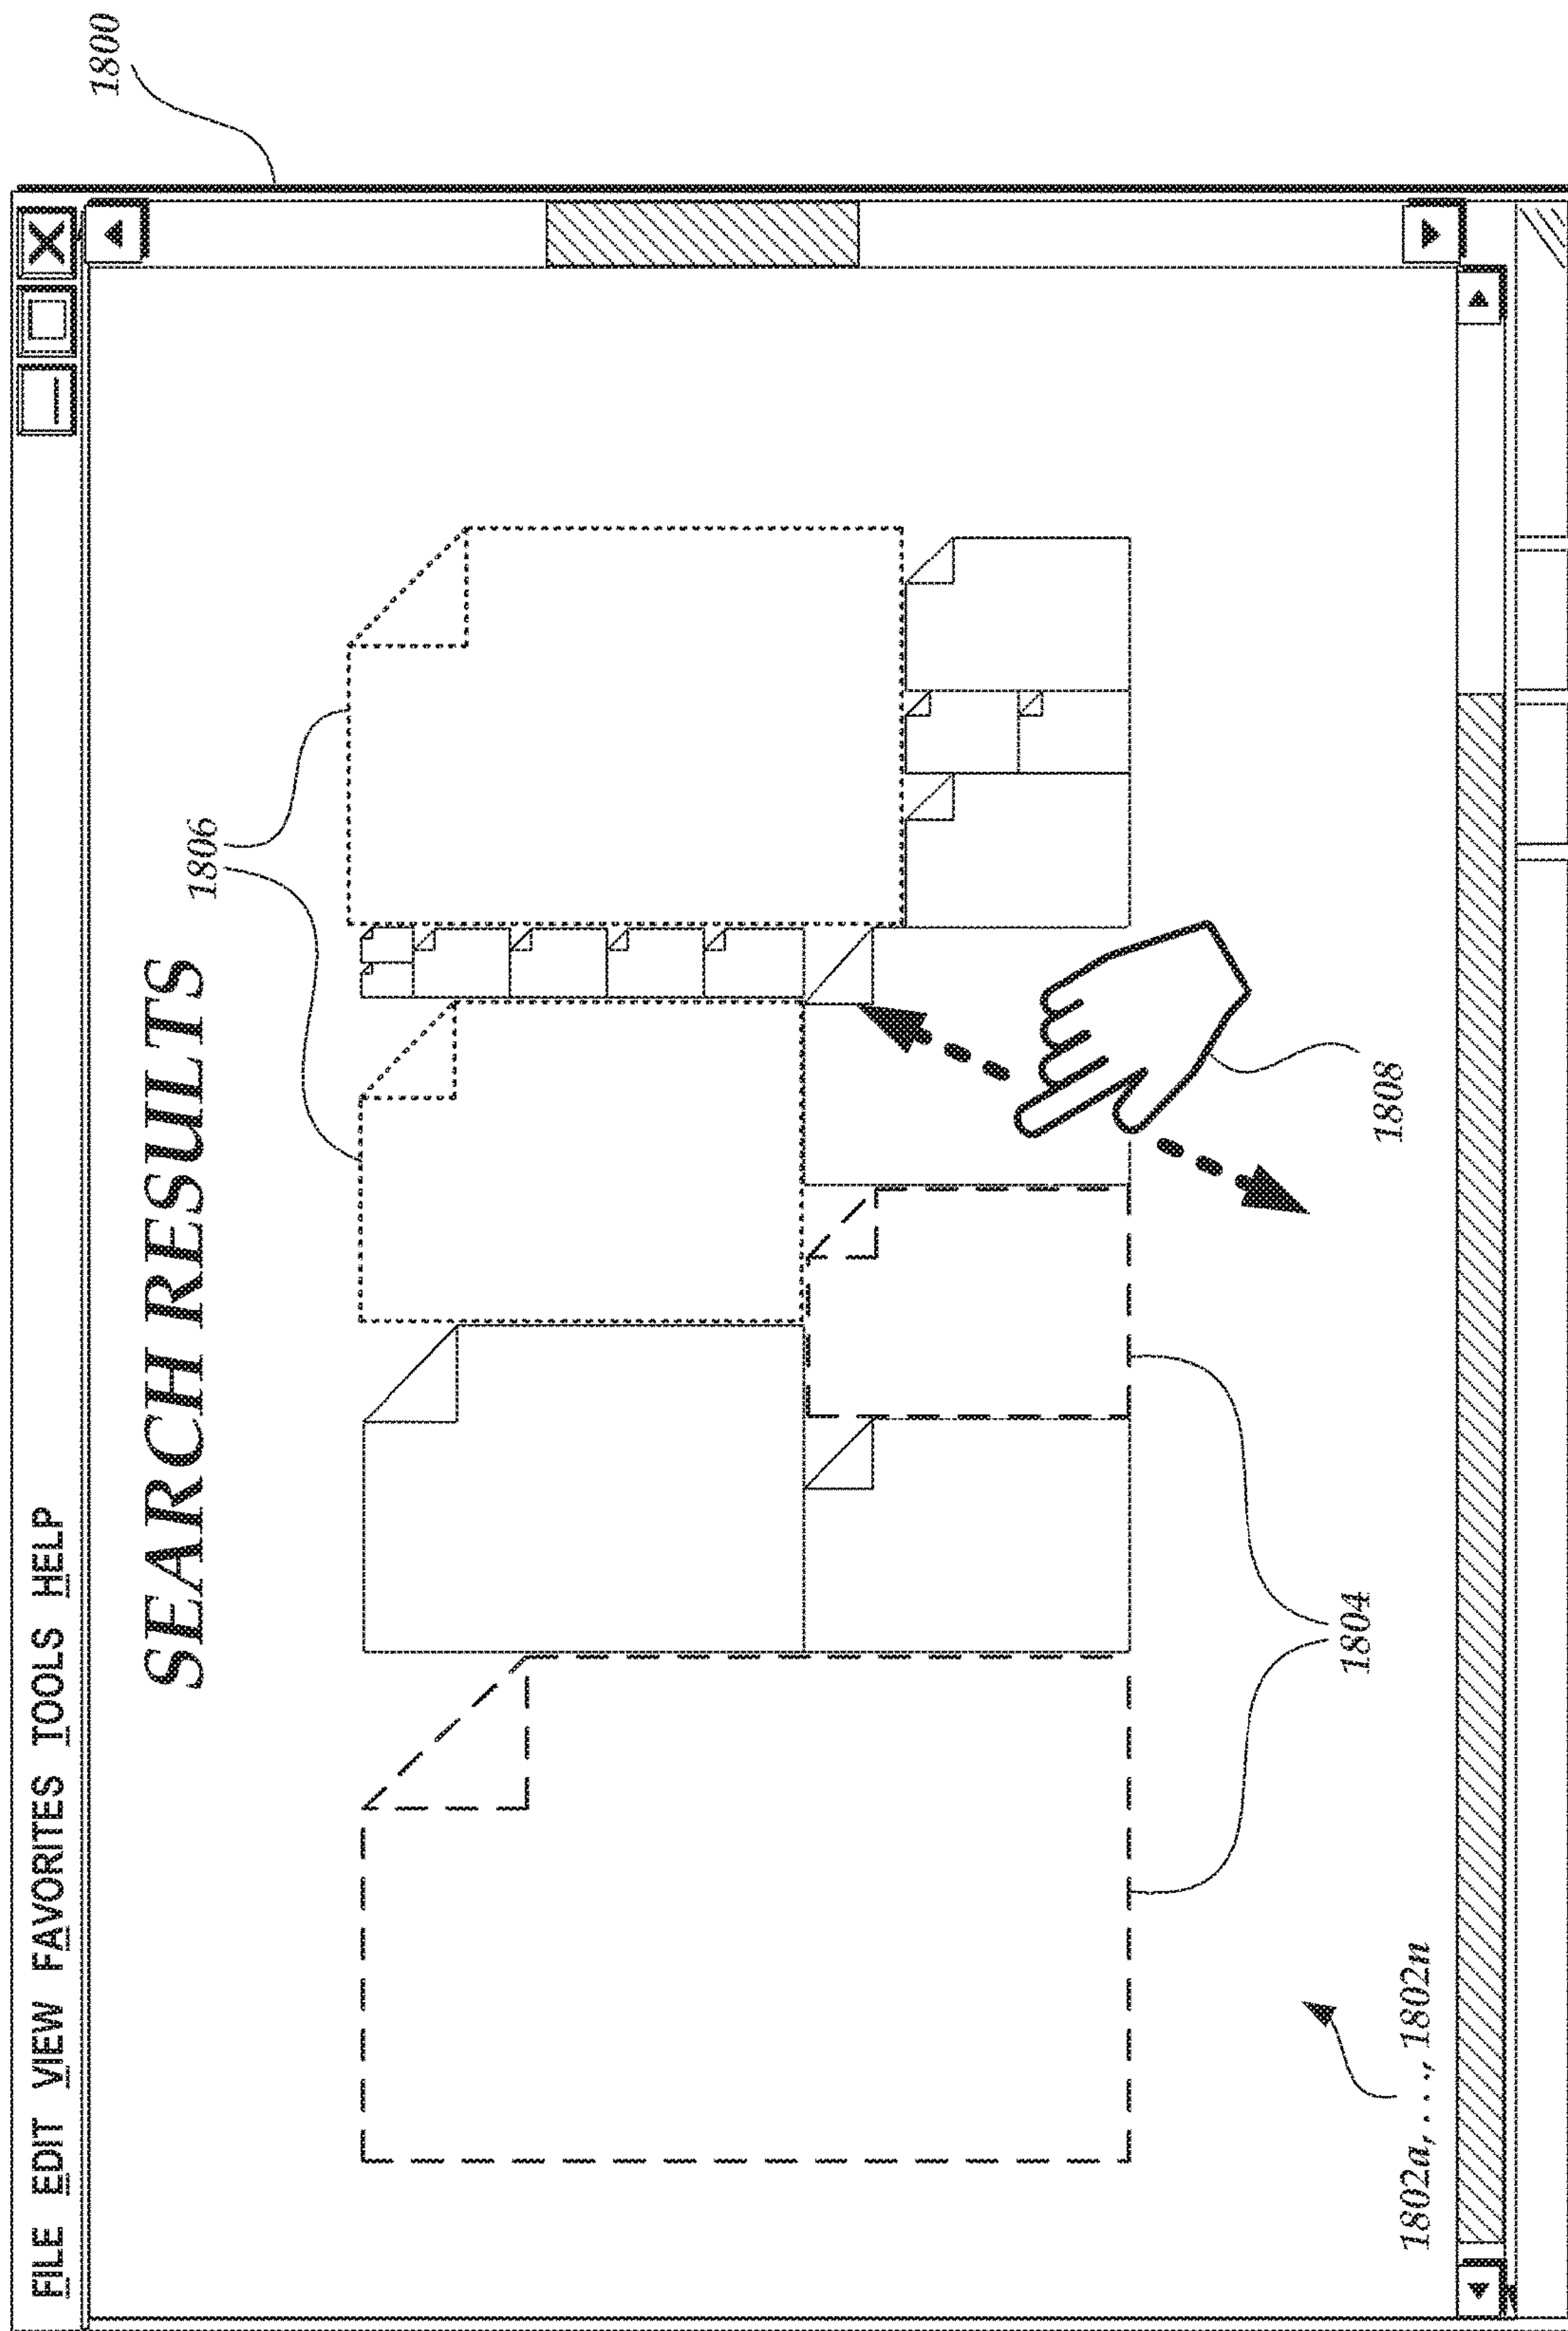 1800
FILE EDIT VIEW FAVORITES TOOLS HELP
SEARCH RESULTS
1806
1808
1804
1802a, . . ., 1802n